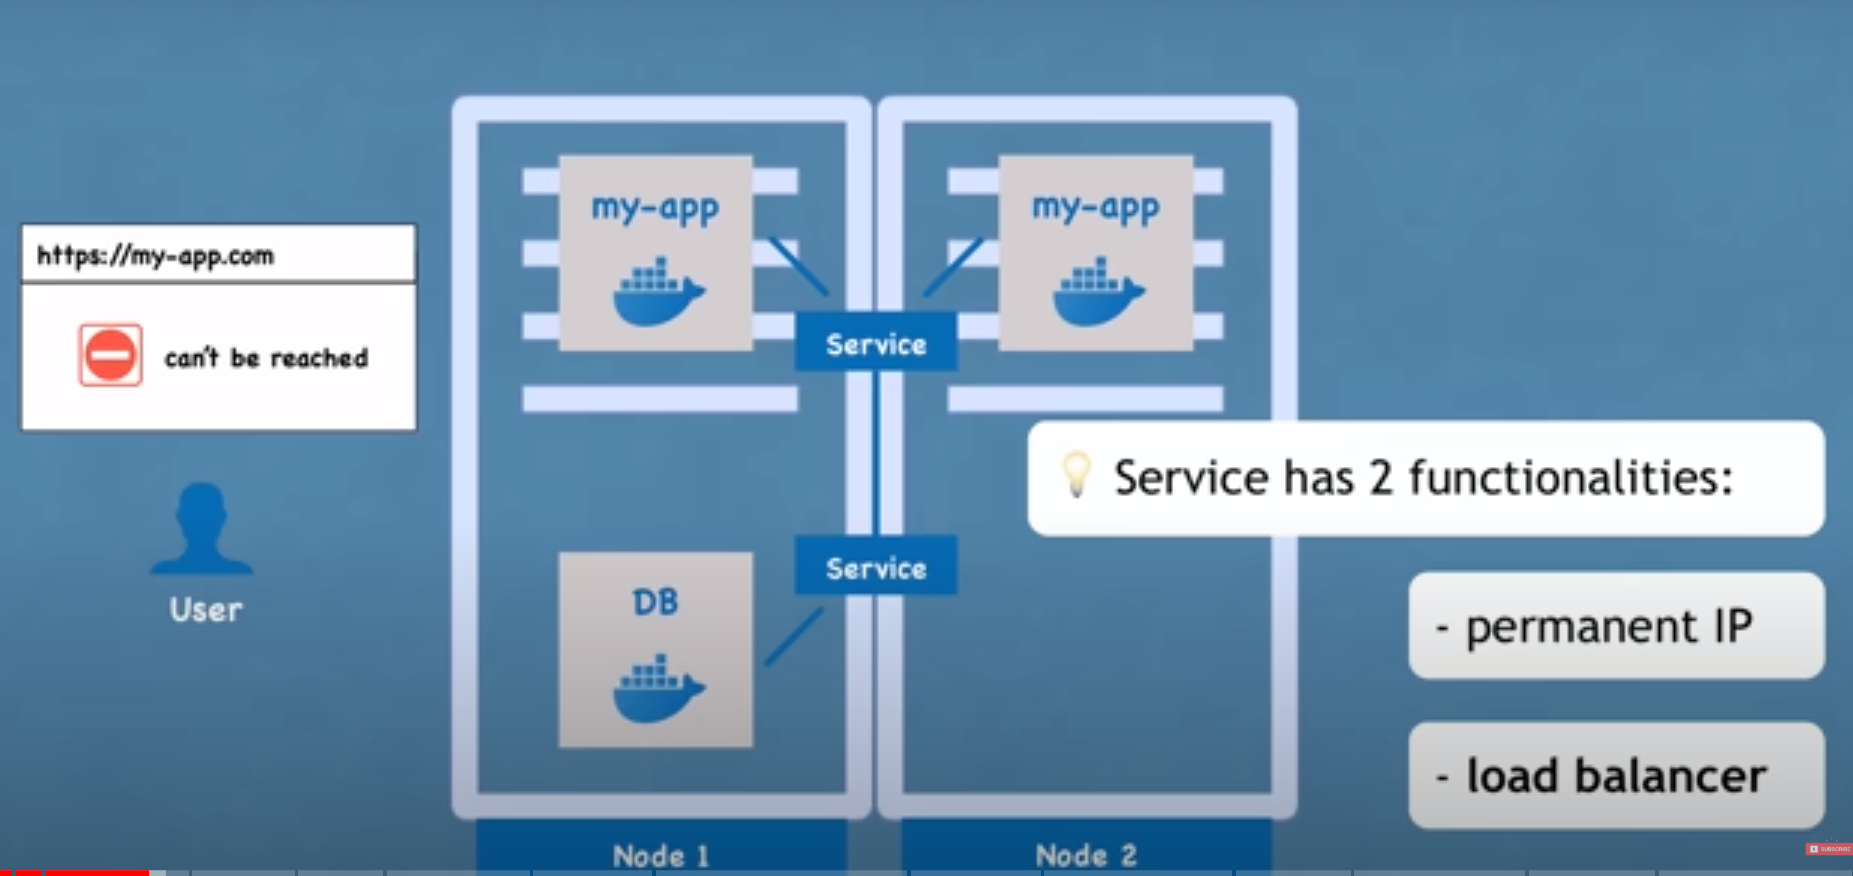 https://my-app.com
can't be reached
User
my-app
my-app
Service
Service
DB
Node 1
Node 2
Service has 2 functionalities:
- permanent IP
- load balancer
SUBSCRIBE